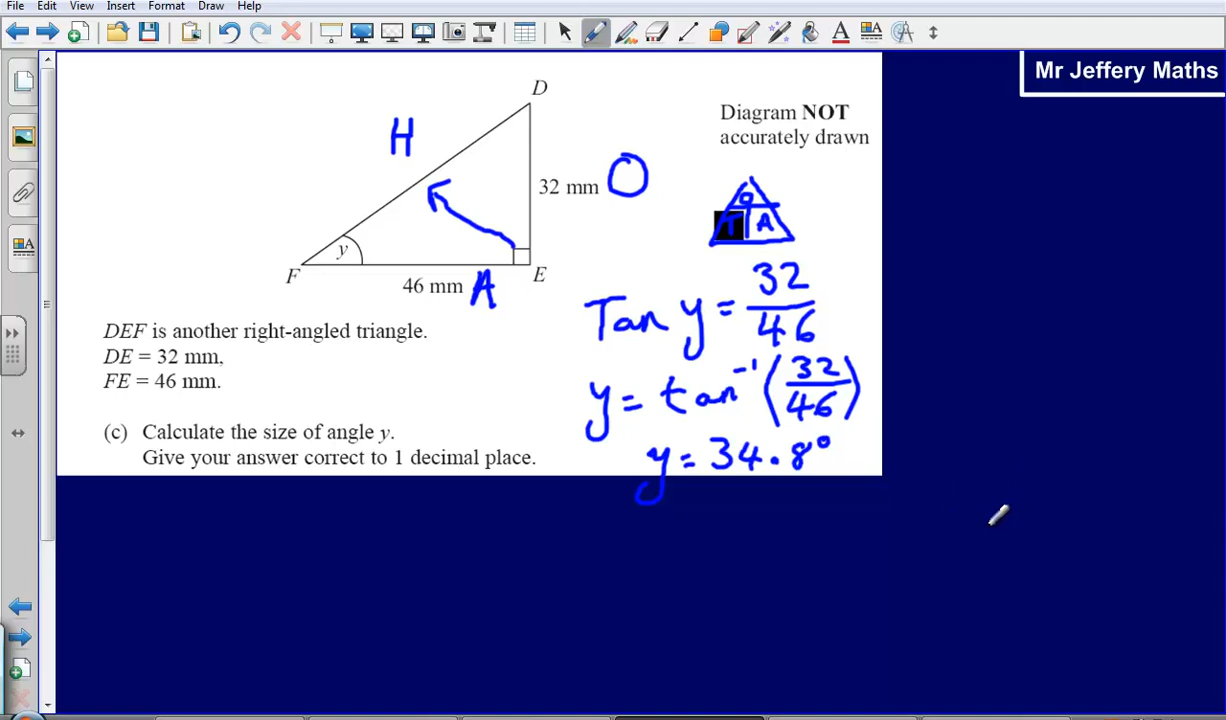 File Edit View Insert Format Draw Help
Mr Jeffery Maths
D
H
Diagram NOT
accurately drawn
32 mm O
O
T A
y
F
46 mm A
E
Tan y = 32/46
DEF is another right-angled triangle.
DE = 32 mm,
FE = 46 mm.
y = tan⁻¹ (32/46)
(c) Calculate the size of angle y.
Give your answer correct to 1 decimal place.
y = 34.8°